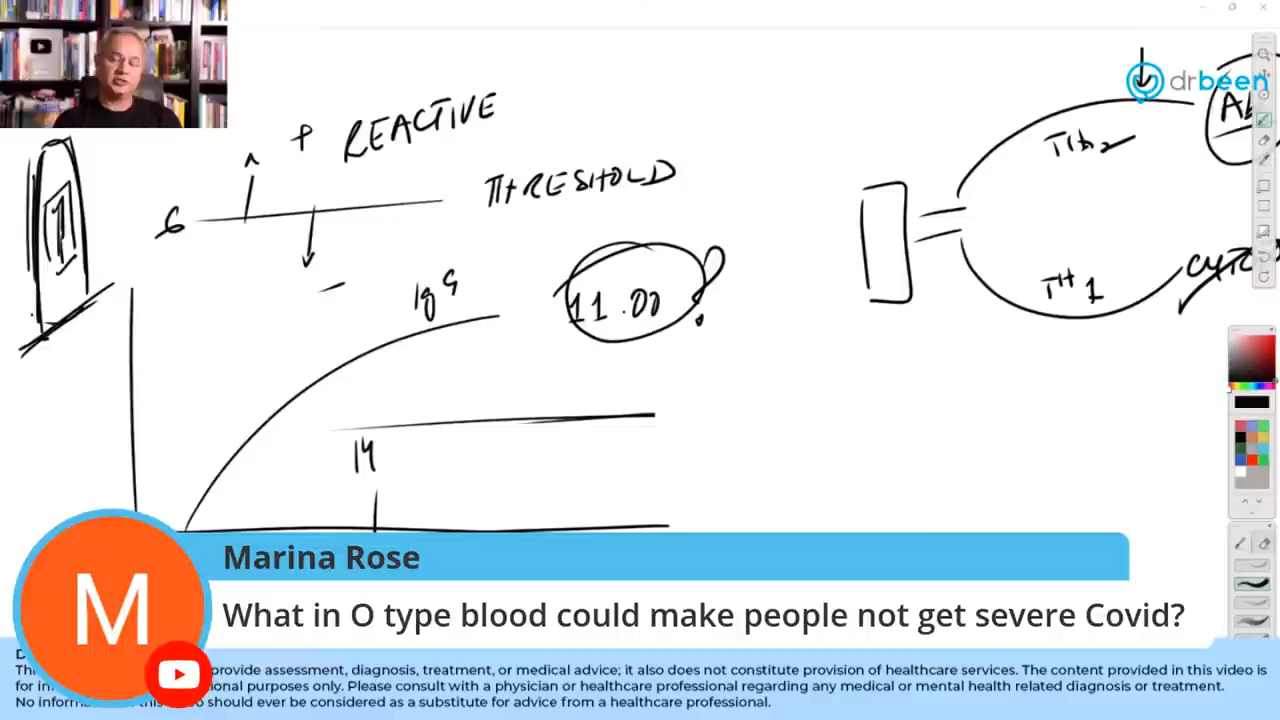 drbeen
REACTIVE
THRESHOLD
IgG
11.00
14
TH2
TH1
M
Marina Rose
What in O type blood could make people not get severe Covid?
provide assessment, diagnosis, treatment, or medical advice; it also does not constitute provision of healthcare services. The content provided in this video is
for purposes only. Please consult with a physician or healthcare professional regarding any medical or mental health related diagnosis or treatment.
No should ever be considered as a substitute for advice from a healthcare professional.